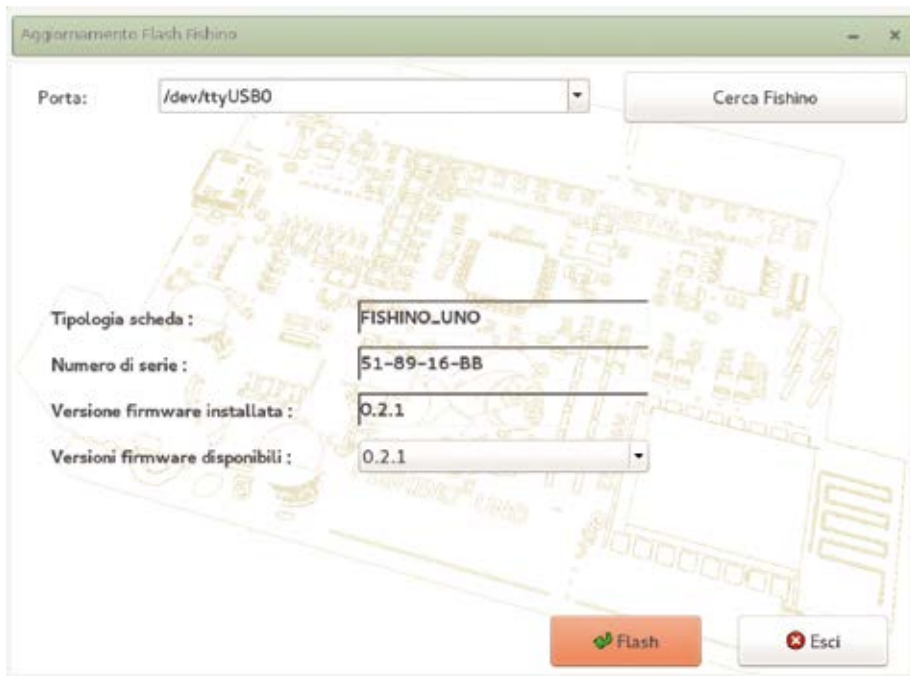 Aggiornamento Flash Fishino
Porta: /dev/ttyUSB0 Cerca Fishino
Tipologia scheda : FISHINO_UNO
Numero di serie : 51-89-16-BB
Versione firmware installata : 0.2.1
Versioni firmware disponibili : 0.2.1
Flash Esci